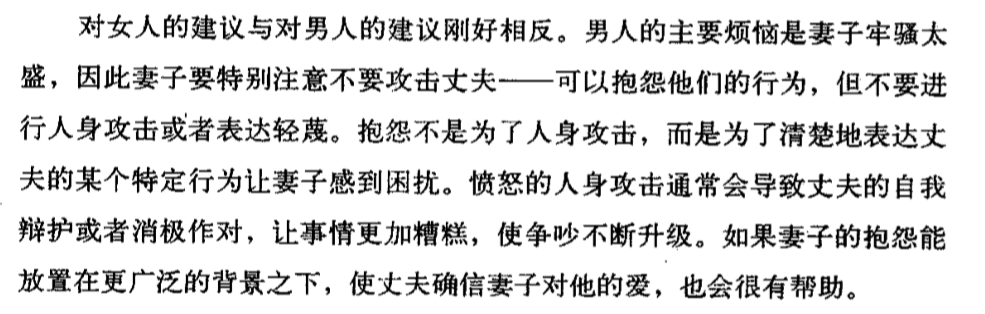 对女人的建议与对男人的建议刚好相反。男人的主要烦恼是妻子牢骚太
盛，因此妻子要特别注意不要攻击丈夫——可以抱怨他们的行为，但不要进
行人身攻击或者表达轻蔑。抱怨不是为了人身攻击，而是为了清楚地表达丈
夫的某个特定行为让妻子感到困扰。愤怒的人身攻击通常会导致丈夫的自我
辩护或者消极作对，让事情更加糟糕，使争吵不断升级。如果妻子的抱怨能
放置在更广泛的背景之下，使丈夫确信妻子对他的爱，也会很有帮助。